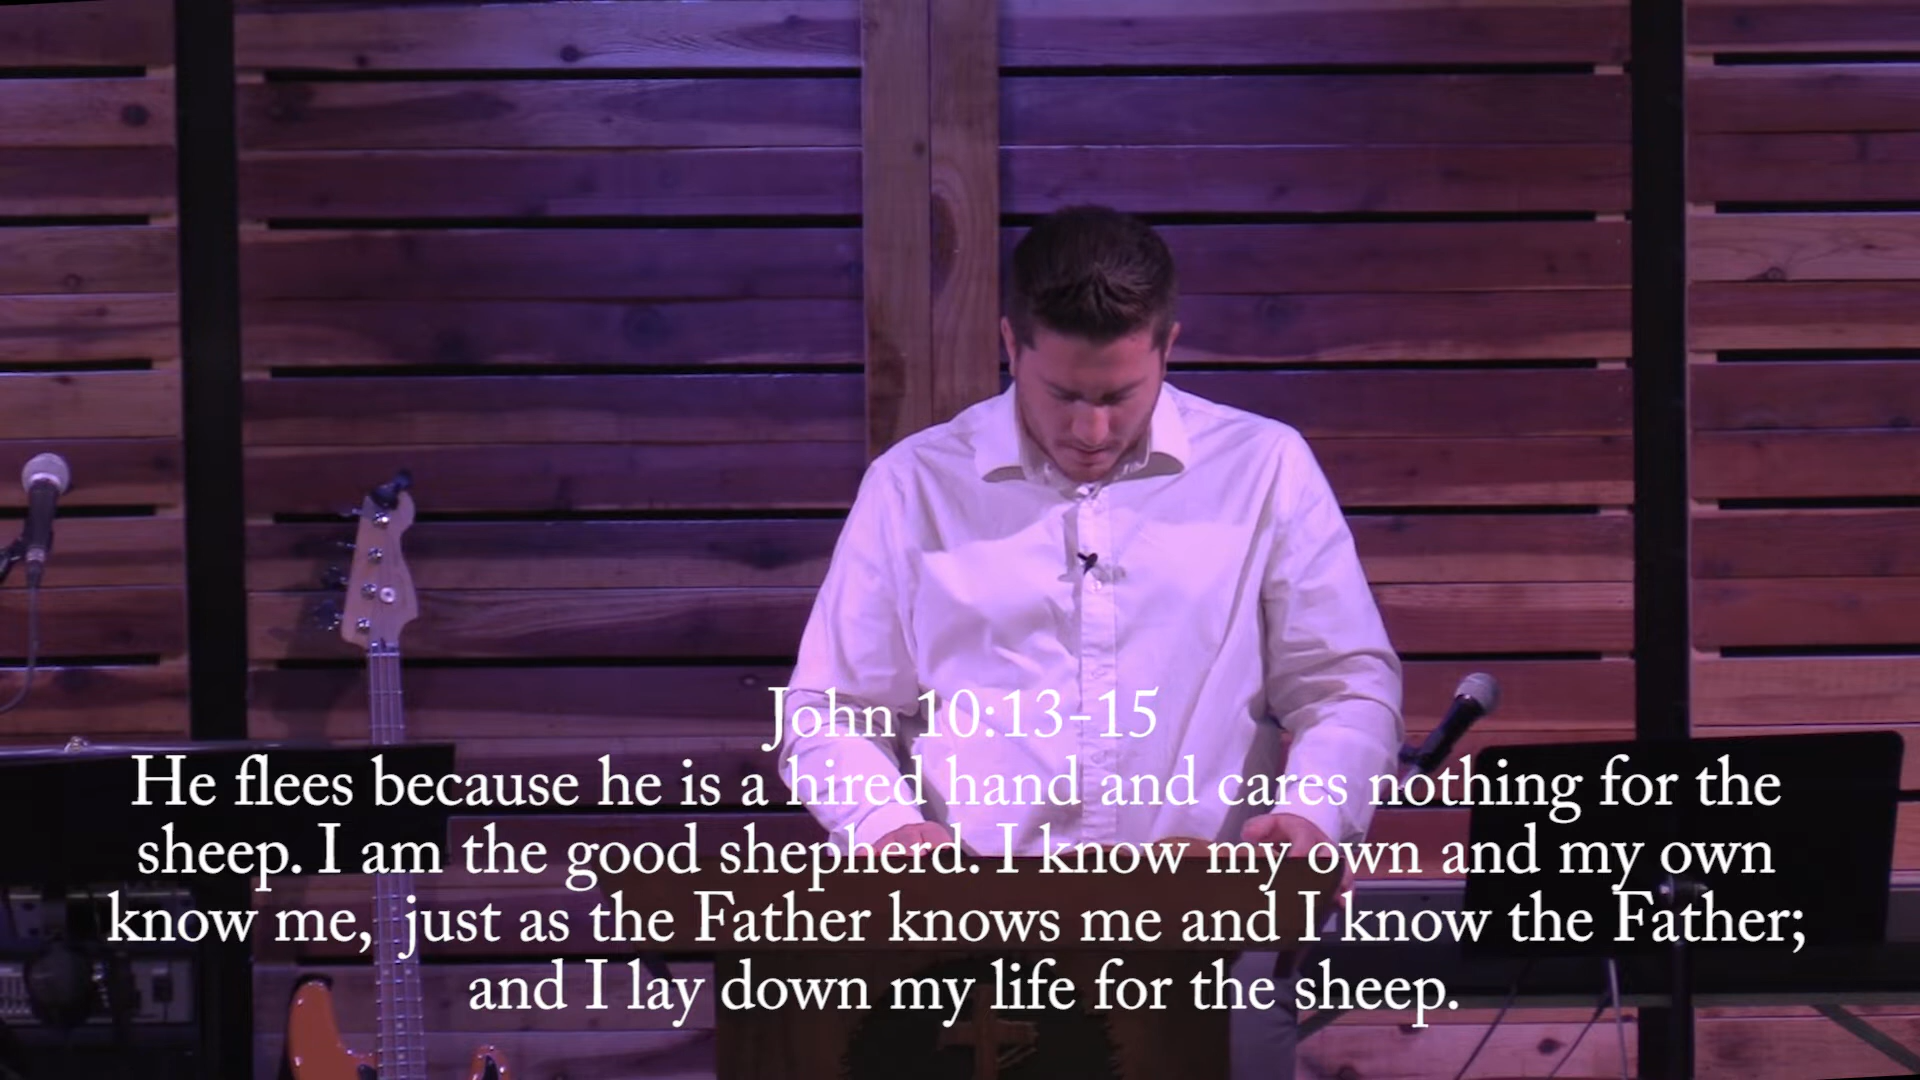 John 10:13-15
He flees because he is a hired hand and cares nothing for the
sheep. I am the good shepherd. I know my own and my own
know me, just as the Father knows me and I know the Father;
and I lay down my life for the sheep.